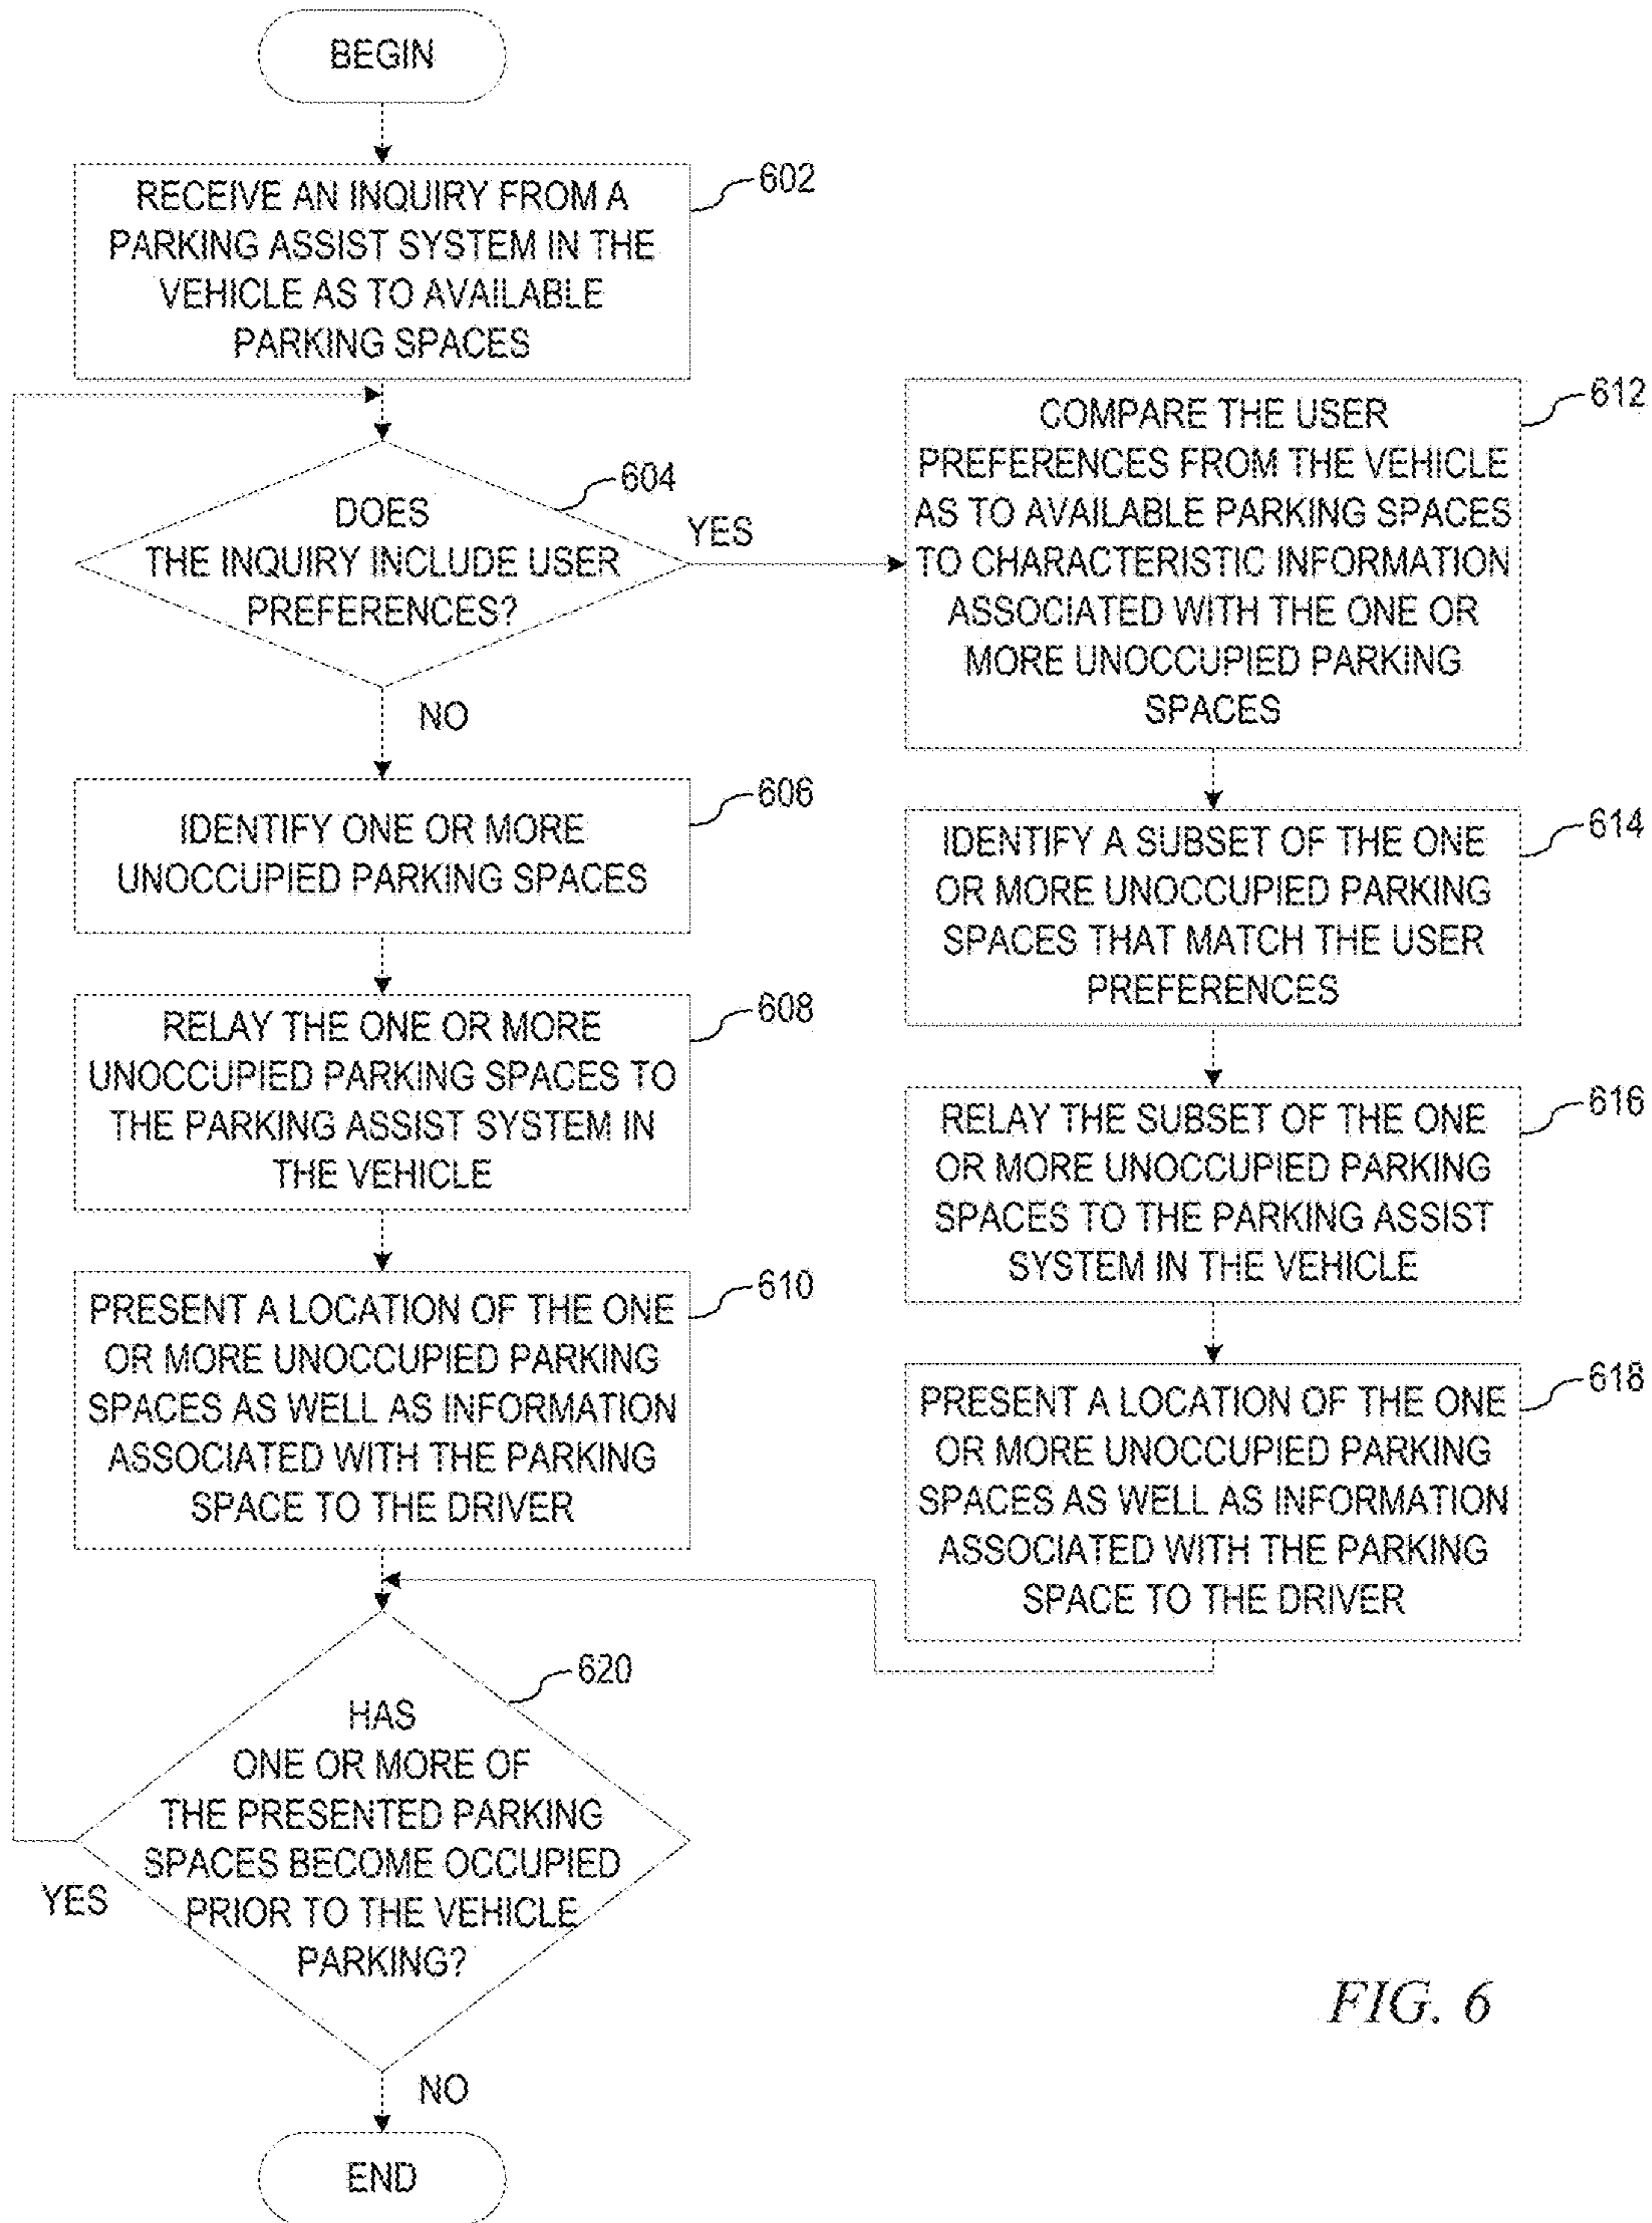 BEGIN
RECEIVE AN INQUIRY FROM A
PARKING ASSIST SYSTEM IN THE
VEHICLE AS TO AVAILABLE
PARKING SPACES
602
DOES
THE INQUIRY INCLUDE USER
PREFERENCES?
604
YES
NO
IDENTIFY ONE OR MORE
UNOCCUPIED PARKING SPACES
606
RELAY THE ONE OR MORE
UNOCCUPIED PARKING SPACES TO
THE PARKING ASSIST SYSTEM IN
THE VEHICLE
608
PRESENT A LOCATION OF THE ONE
OR MORE UNOCCUPIED PARKING
SPACES AS WELL AS INFORMATION
ASSOCIATED WITH THE PARKING
SPACE TO THE DRIVER
610
COMPARE THE USER
PREFERENCES FROM THE VEHICLE
AS TO AVAILABLE PARKING SPACES
TO CHARACTERISTIC INFORMATION
ASSOCIATED WITH THE ONE OR
MORE UNOCCUPIED PARKING
SPACES
612
IDENTIFY A SUBSET OF THE ONE
OR MORE UNOCCUPIED PARKING
SPACES THAT MATCH THE USER
PREFERENCES
614
RELAY THE SUBSET OF THE ONE
OR MORE UNOCCUPIED PARKING
SPACES TO THE PARKING ASSIST
SYSTEM IN THE VEHICLE
616
PRESENT A LOCATION OF THE ONE
OR MORE UNOCCUPIED PARKING
SPACES AS WELL AS INFORMATION
ASSOCIATED WITH THE PARKING
SPACE TO THE DRIVER
618
HAS
ONE OR MORE OF
THE PRESENTED PARKING
SPACES BECOME OCCUPIED
PRIOR TO THE VEHICLE
PARKING?
620
YES
NO
END
FIG. 6